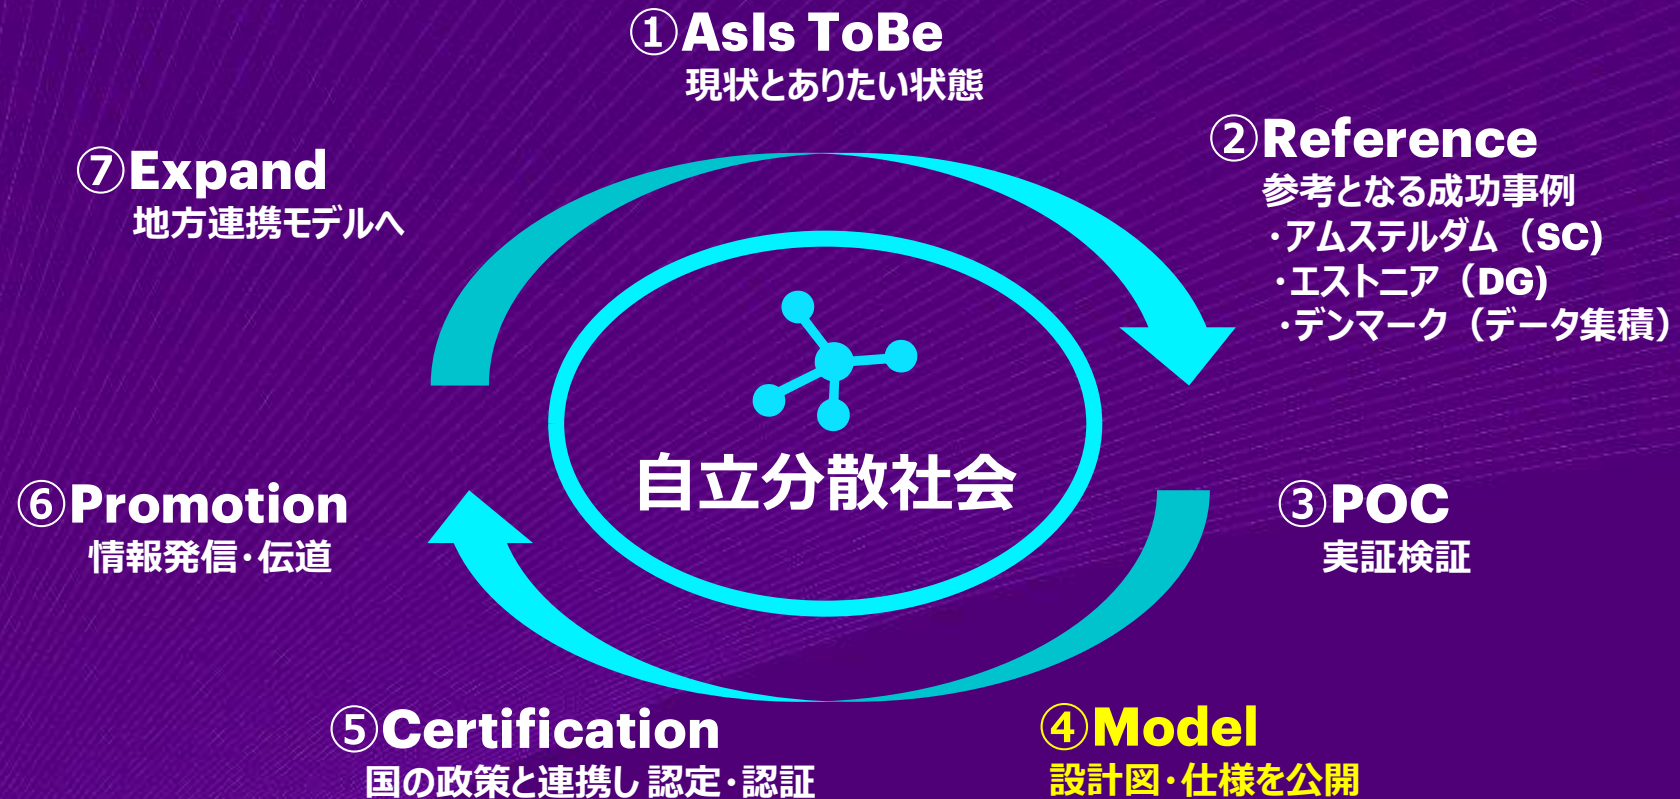 ①AsIs ToBe
現状とありたい状態
②Reference
参考となる成功事例
・アムステルダム（SC)
・エストニア（DG)
・デンマーク（データ集積）
③POC
実証検証
④Model
設計図・仕様を公開
⑤Certification
国の政策と連携し 認定・認証
⑥Promotion
情報発信・伝道
⑦Expand
地方連携モデルへ
自立分散社会